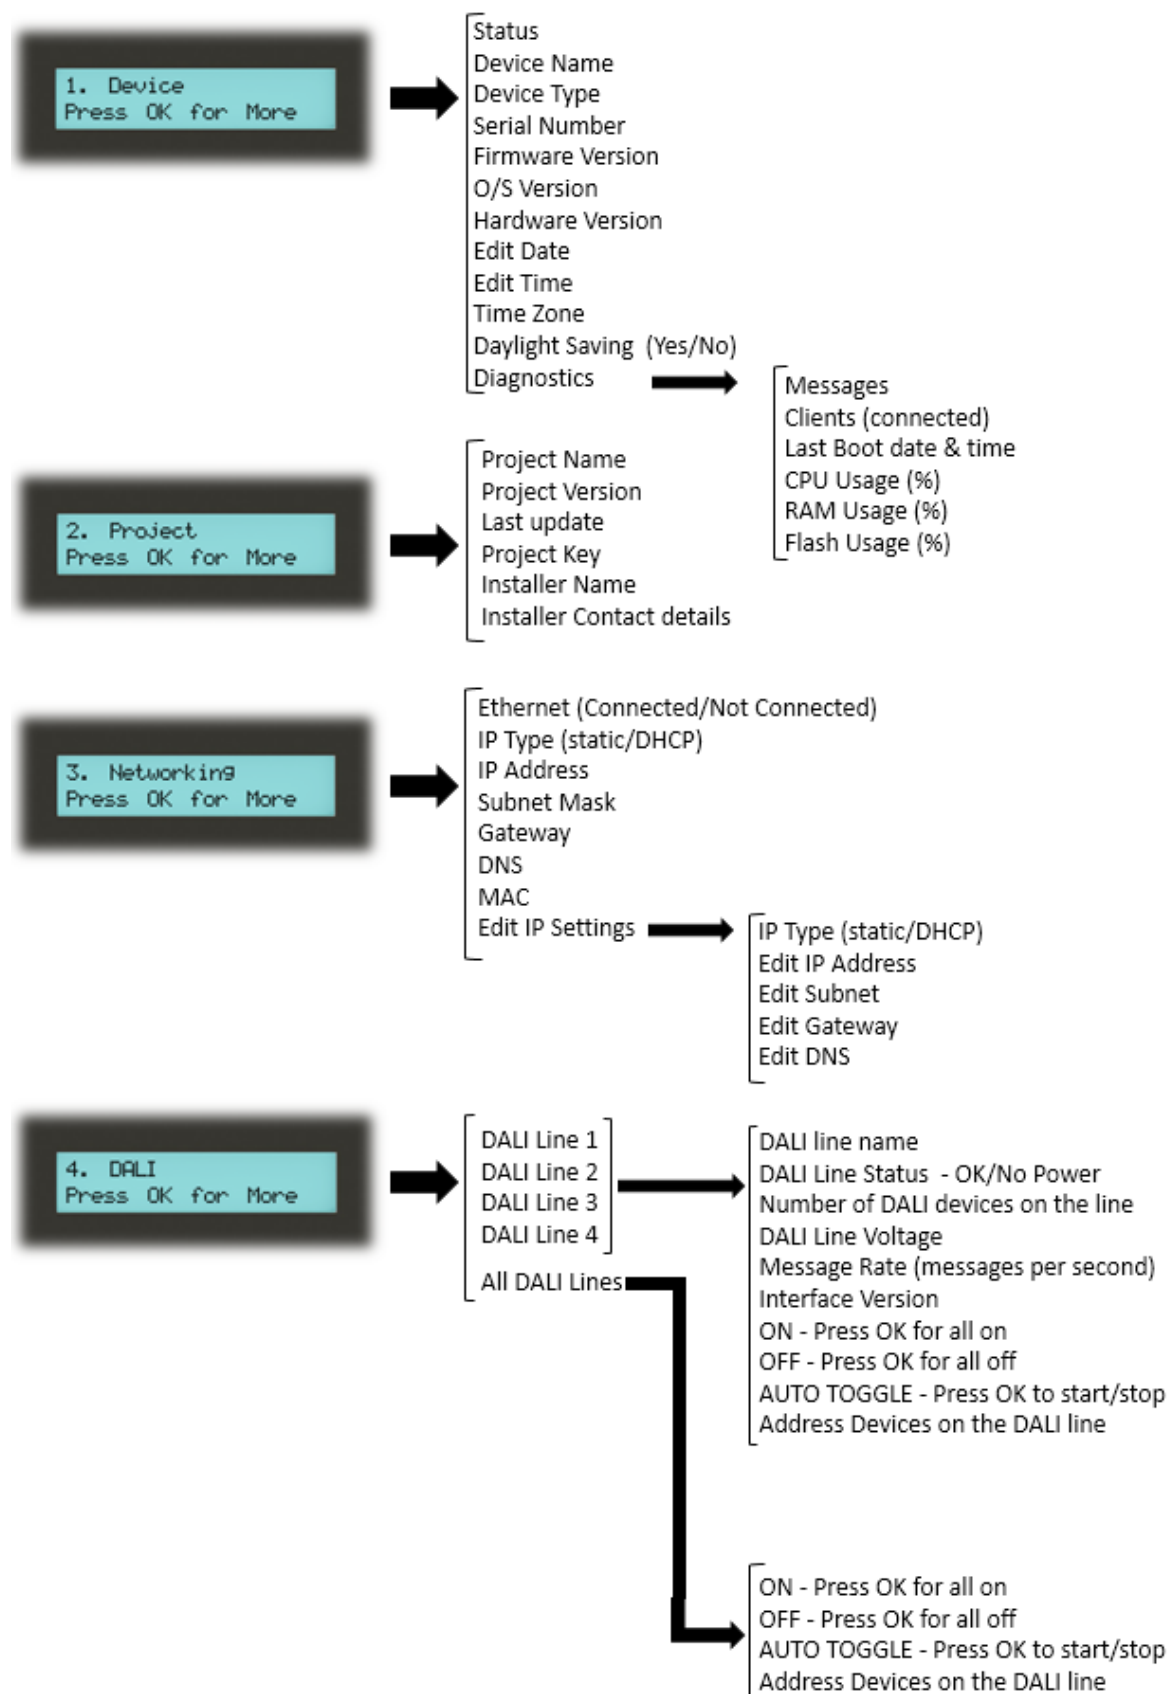 1. Device
Press OK for More
Status
Device Name
Device Type
Serial Number
Firmware Version
O/S Version
Hardware Version
Edit Date
Edit Time
Time Zone
Daylight Saving (Yes/No)
Diagnostics
Messages
Clients (connected)
Last Boot date & time
CPU Usage (%)
RAM Usage (%)
Flash Usage (%)
2. Project
Press OK for More
Project Name
Project Version
Last update
Project Key
Installer Name
Installer Contact details
3. Networking
Press OK for More
Ethernet (Connected/Not Connected)
IP Type (static/DHCP)
IP Address
Subnet Mask
Gateway
DNS
MAC
Edit IP Settings
IP Type (static/DHCP)
Edit IP Address
Edit Subnet
Edit Gateway
Edit DNS
4. DALI
Press OK for More
DALI Line 1
DALI Line 2
DALI Line 3
DALI Line 4
All DALI Lines
DALI line name
DALI Line Status - OK/No Power
Number of DALI devices on the line
DALI Line Voltage
Message Rate (messages per second)
Interface Version
ON - Press OK for all on
OFF - Press OK for all off
AUTO TOGGLE - Press OK to start/stop
Address Devices on the DALI line
ON - Press OK for all on
OFF - Press OK for all off
AUTO TOGGLE - Press OK to start/stop
Address Devices on the DALI line